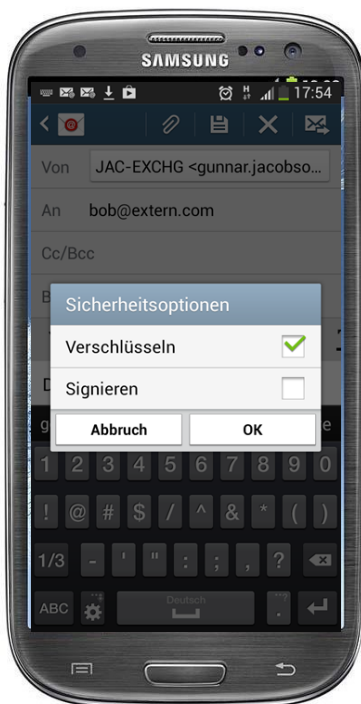 SAMSUNG
17:54
Von JAC-EXCHG <gunnar.jacobso...
An bob@extern.com
Cc/Bcc
B
Sicherheitsoptionen
Verschlüsseln
Signieren
D
Abbruch OK
g e
1 2 3 4 5 6 7 8 9 0
! @ # $ / ^ & * ( )
1/3 - ' " : ; , ?
ABC Deutsch .